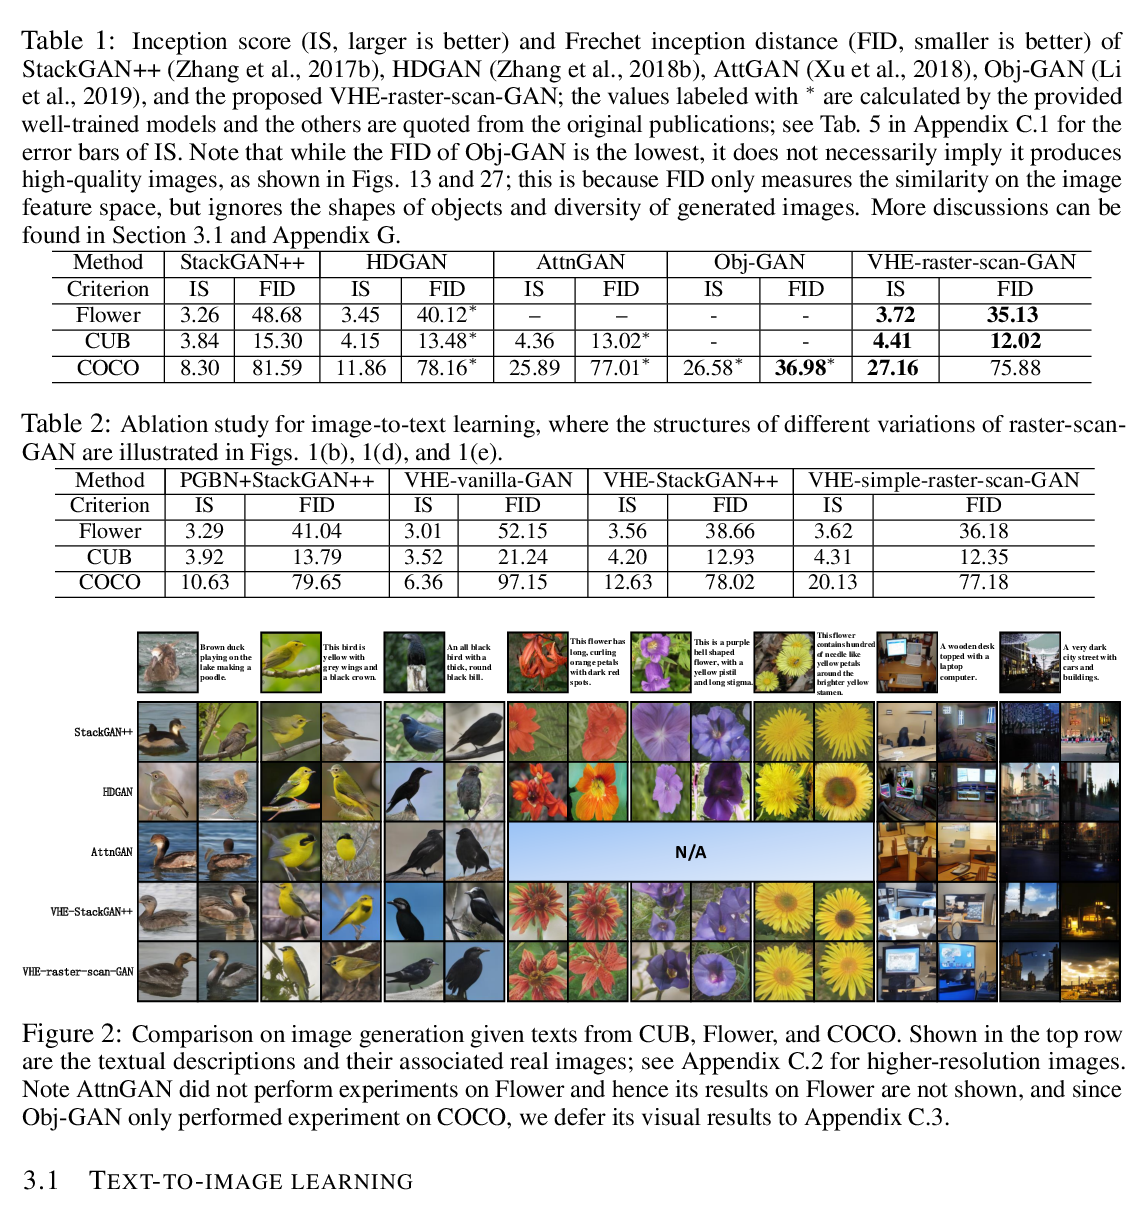 Table 1: Inception score (IS, larger is better) and Frechet inception distance (FID, smaller is better) of
StackGAN++ (Zhang et al., 2017b), HDGAN (Zhang et al., 2018b), AttGAN (Xu et al., 2018), Obj-GAN (Li
et al., 2019), and the proposed VHE-raster-scan-GAN; the values labeled with * are calculated by the provided
well-trained models and the others are quoted from the original publications; see Tab. 5 in Appendix C.1 for the
error bars of IS. Note that while the FID of Obj-GAN is the lowest, it does not necessarily imply it produces
high-quality images, as shown in Figs. 13 and 27; this is because FID only measures the similarity on the image
feature space, but ignores the shapes of objects and diversity of generated images. More discussions can be
found in Section 3.1 and Appendix G.
Method StackGAN++ HDGAN AttnGAN Obj-GAN VHE-raster-scan-GAN
Criterion IS FID IS FID IS FID IS FID IS FID
Flower 3.26 48.68 3.45 40.12* – – - - 3.72 35.13
CUB 3.84 15.30 4.15 13.48* 4.36 13.02* - - 4.41 12.02
COCO 8.30 81.59 11.86 78.16* 25.89 77.01* 26.58* 36.98* 27.16 75.88
Table 2: Ablation study for image-to-text learning, where the structures of different variations of raster-scan-
GAN are illustrated in Figs. 1(b), 1(d), and 1(e).
Method PGBN+StackGAN++ VHE-vanilla-GAN VHE-StackGAN++ VHE-simple-raster-scan-GAN
Criterion IS FID IS FID IS FID IS FID
Flower 3.29 41.04 3.01 52.15 3.56 38.66 3.62 36.18
CUB 3.92 13.79 3.52 21.24 4.20 12.93 4.31 12.35
COCO 10.63 79.65 6.36 97.15 12.63 78.02 20.13 77.18
Brown duck
playing on the
lake making a
poodle.
This bird is
yellow with
grey wings and
a black crown.
An all black
bird with a
thick, round
black bill.
This flower has
long, curling
orange petals
with dark red
spots.
This is a purple
bell shaped
flower, with a
yellow pistil
and long stigma.
This flower
contains hundred
of needle like
yellow petals
around the
brighter yellow
stamen.
A wooden desk
topped with a
laptop
computer.
A very dark
city street with
cars and
buildings.
StackGAN++
HDGAN
AttnGAN
N/A
VHE-StackGAN++
VHE-raster-scan-GAN
Figure 2: Comparison on image generation given texts from CUB, Flower, and COCO. Shown in the top row
are the textual descriptions and their associated real images; see Appendix C.2 for higher-resolution images.
Note AttnGAN did not perform experiments on Flower and hence its results on Flower are not shown, and since
Obj-GAN only performed experiment on COCO, we defer its visual results to Appendix C.3.
3.1 TEXT-TO-IMAGE LEARNING